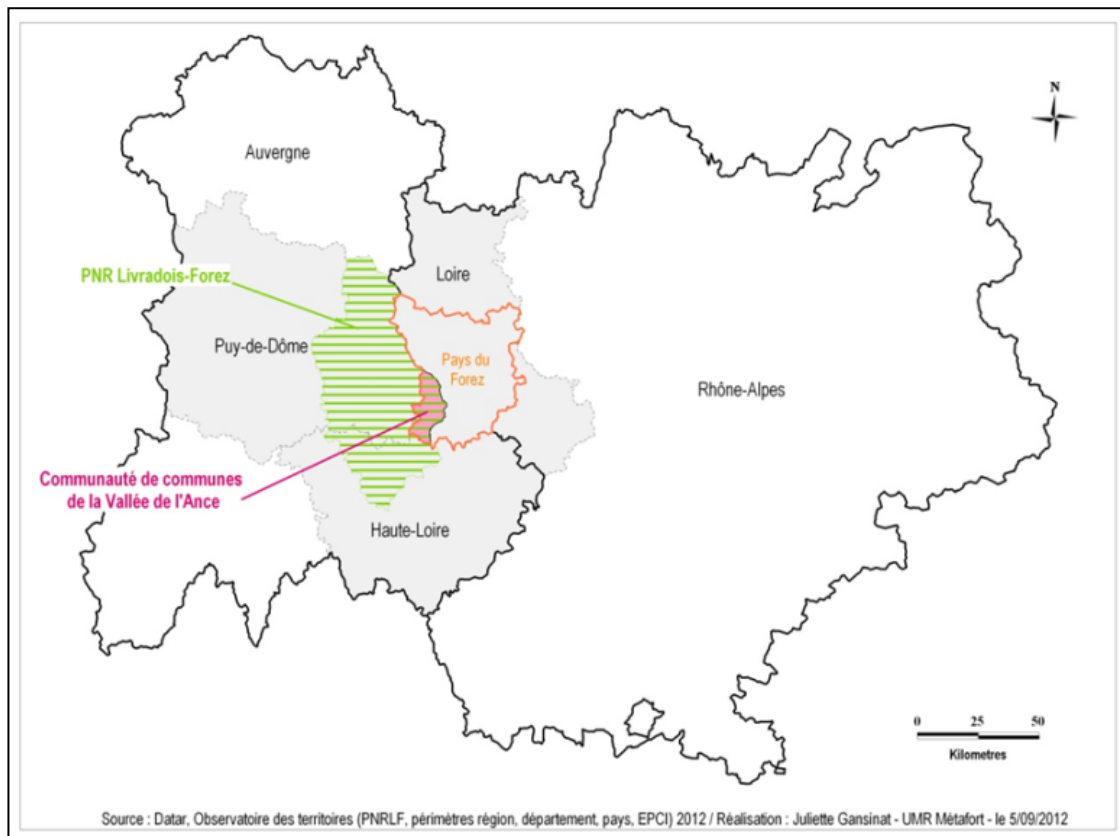 N
Auvergne
PNR Livradois-Forez
Loire
Puy-de-Dôme
Pays du
Forez
Rhône-Alpes
Communauté de communes
de la Vallée de l'Ance
Haute-Loire
0 25 50
Kilometres
Source : Datar, Observatoire des territoires (PNRLF, périmètres région, département, pays, EPCI) 2012 / Réalisation : Juliette Gansinat - UMR Métafort - le 5/09/2012